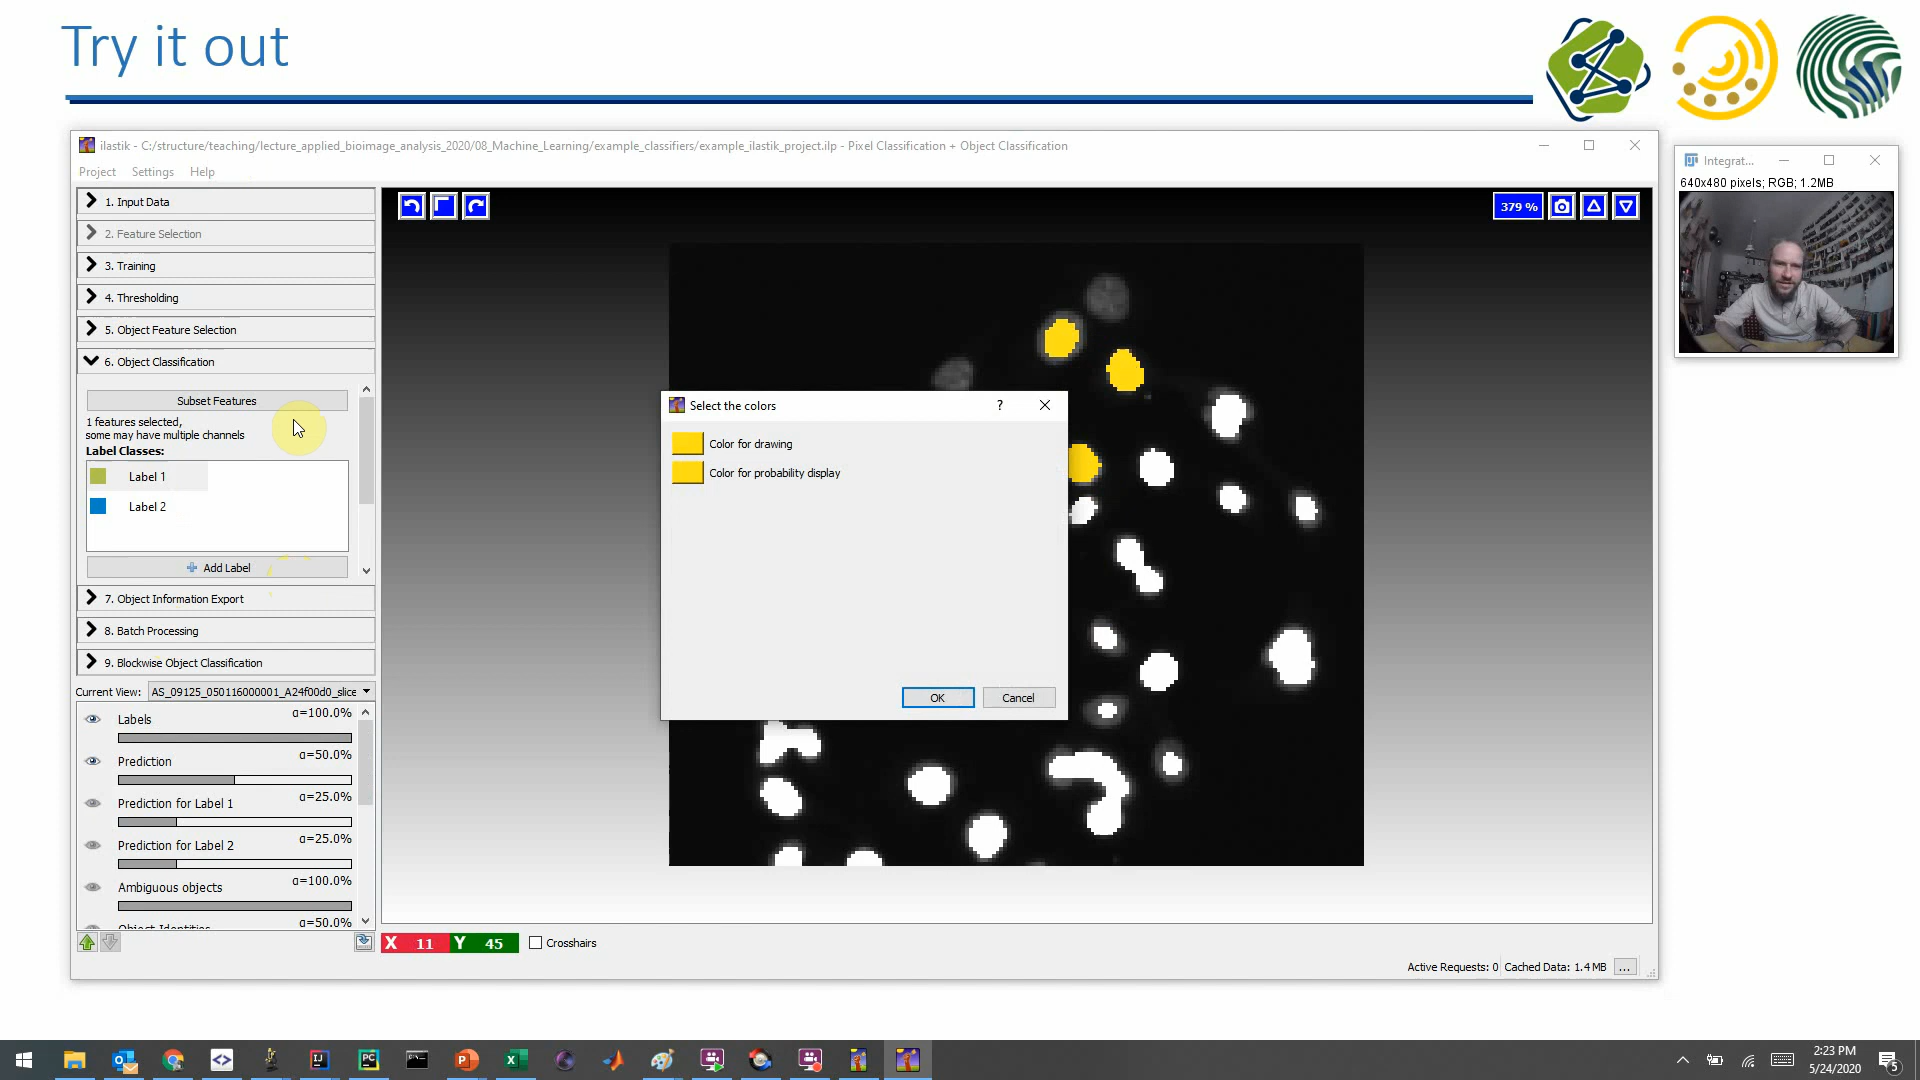 Try it out
ilastik - C:/structure/teaching/lecture_applied_bioimage_analysis_2020/08_Machine_Learning/example_classifiers/example_ilastik_project.ilp - Pixel Classification + Object Classification
Project Settings Help
Integrat...
640x480 pixels; RGB; 1.2MB
1. Input Data
379 %
2. Feature Selection
3. Training
4. Thresholding
5. Object Feature Selection
6. Object Classification
Subset Features
1 features selected,
some may have multiple channels
Label Classes:
Label 1
Label 2
Add Label
Select the colors
?
Color for drawing
Color for probability display
OK Cancel
7. Object Information Export
8. Batch Processing
9. Blockwise Object Classification
Current View: AS_09125_050116000001_A24f00d0_slice
Labels α=100.0%
Prediction α=50.0%
Prediction for Label 1 α=25.0%
Prediction for Label 2 α=25.0%
Ambiguous objects α=100.0%
Object Identities α=50.0%
X 11 Y 45 Crosshairs
Active Requests: 0 Cached Data: 1.4 MB ...
IJ
PC
2:23 PM
5/24/2020
5